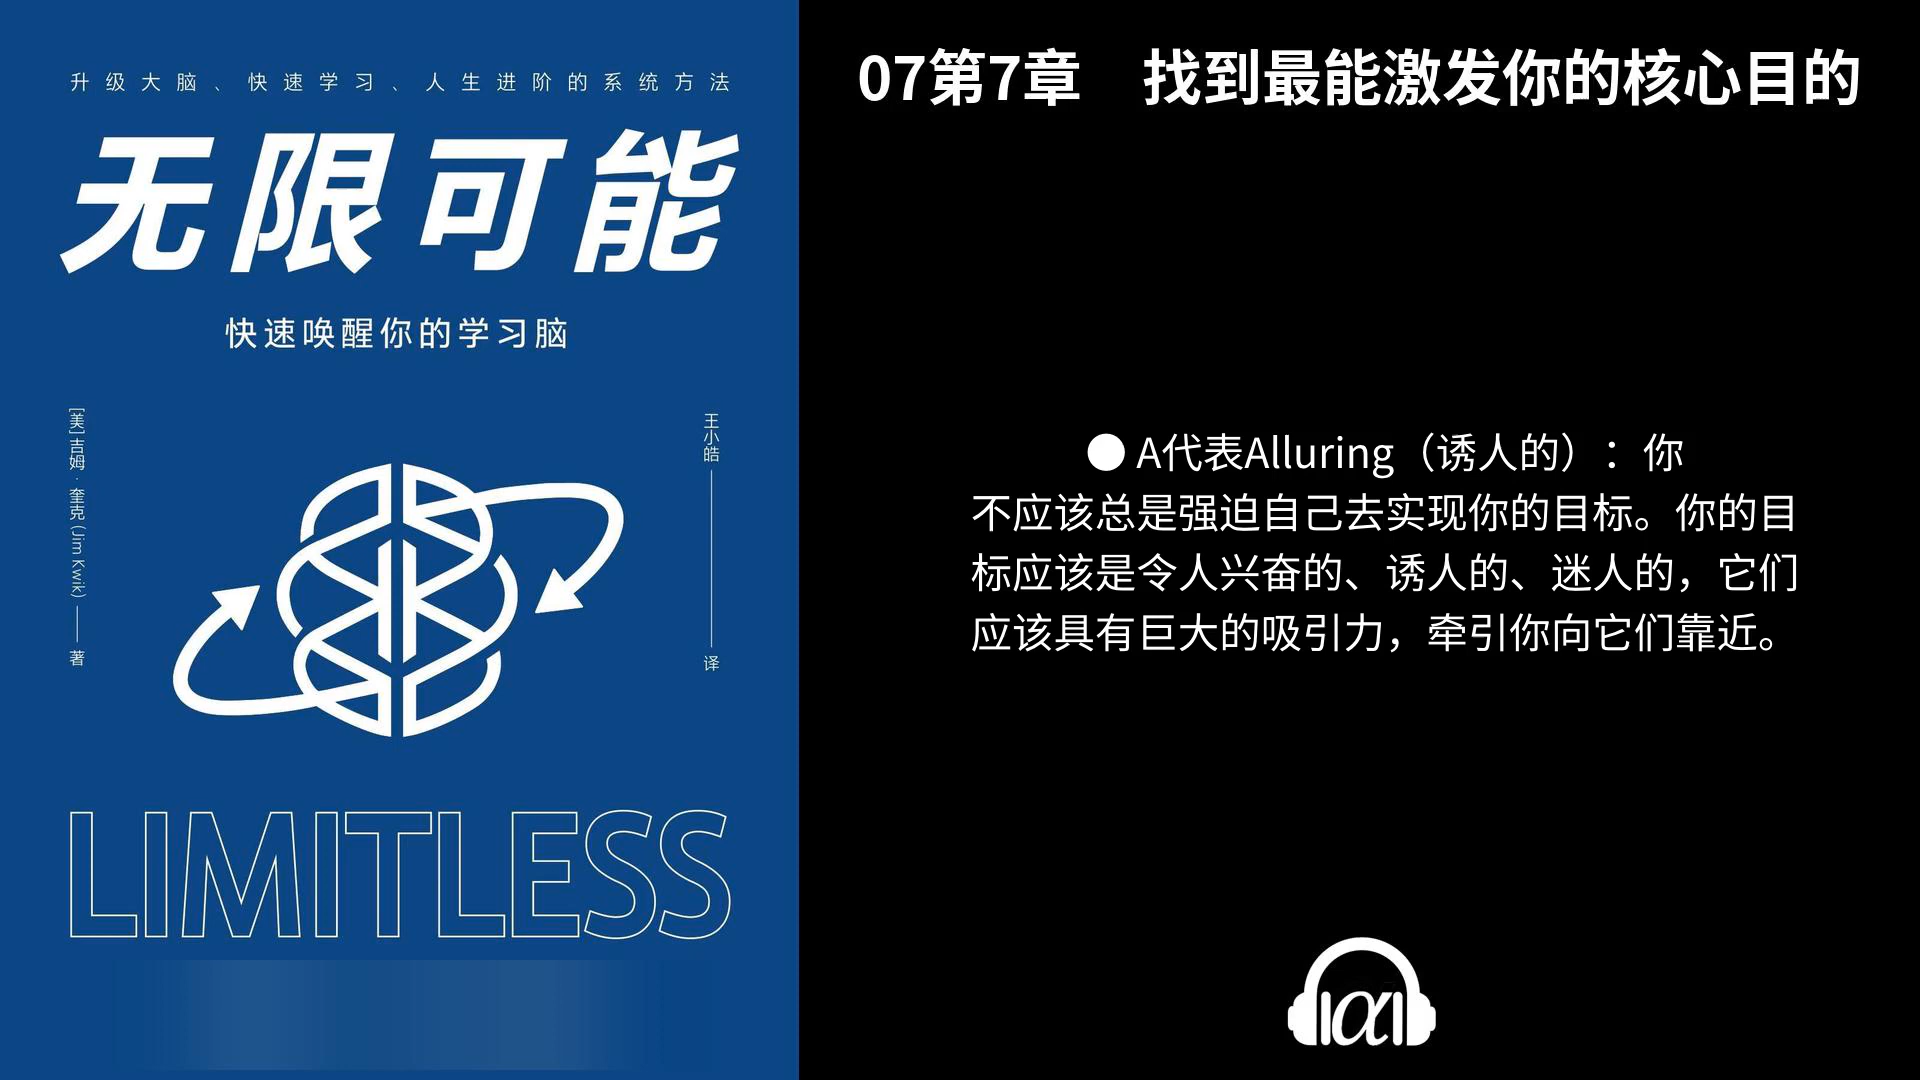 升级大脑、快速学习、人生进阶的系统方法
无限可能
快速唤醒你的学习脑
[美]吉姆·奎克(Jim Kwik)——著
王小皓——译
LIMITLESS
07第7章 找到最能激发你的核心目的
●A代表Alluring（诱人的）：你
不应该总是强迫自己去实现你的目标。你的目
标应该是令人兴奋的、诱人的、迷人的，它们
应该具有巨大的吸引力，牵引你向它们靠近。
α